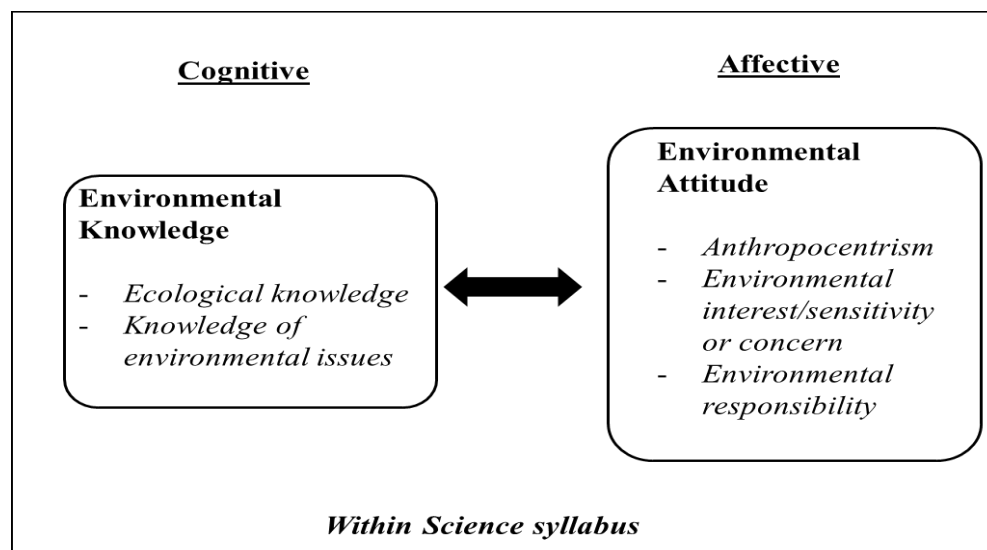 Cognitive
Affective
Environmental
Knowledge
- Ecological knowledge
- Knowledge of
environmental issues
Environmental
Attitude
- Anthropocentrism
- Environmental
interest/sensitivity
or concern
- Environmental
responsibility
Within Science syllabus